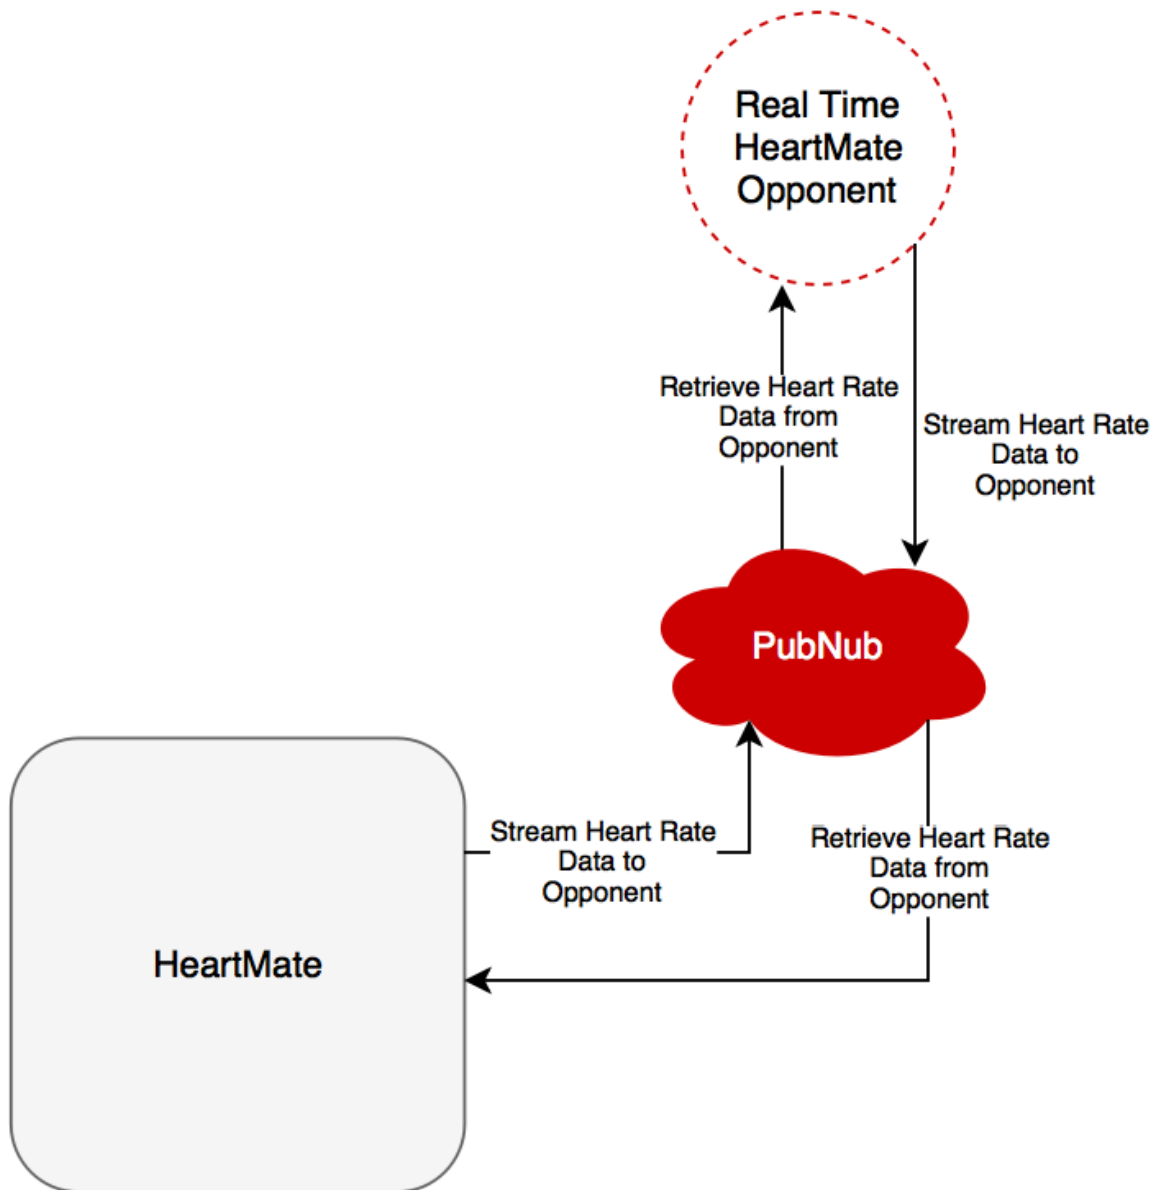 Real Time
HeartMate
Opponent
Retrieve Heart Rate
Data from
Opponent
Stream Heart Rate
Data to
Opponent
PubNub
Stream Heart Rate
Data to
Opponent
Retrieve Heart Rate
Data from
Opponent
HeartMate